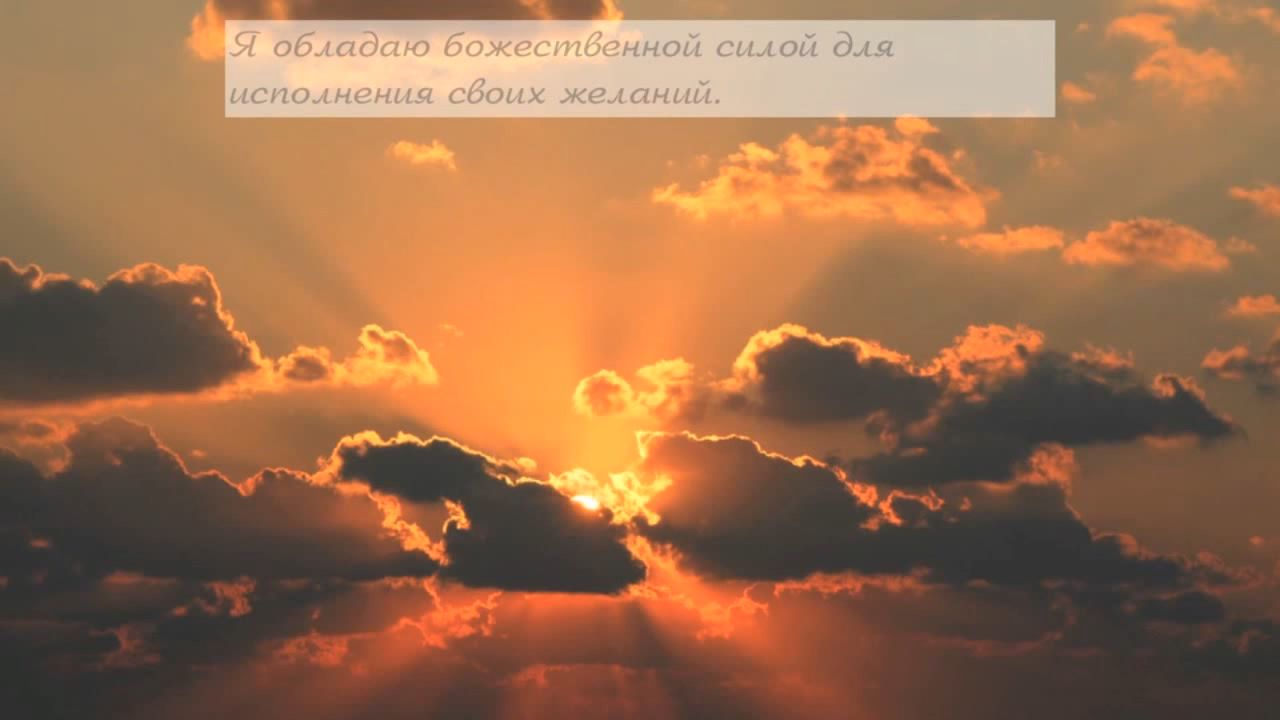 Я обладаю божественной силой для
исполнения своих желаний.